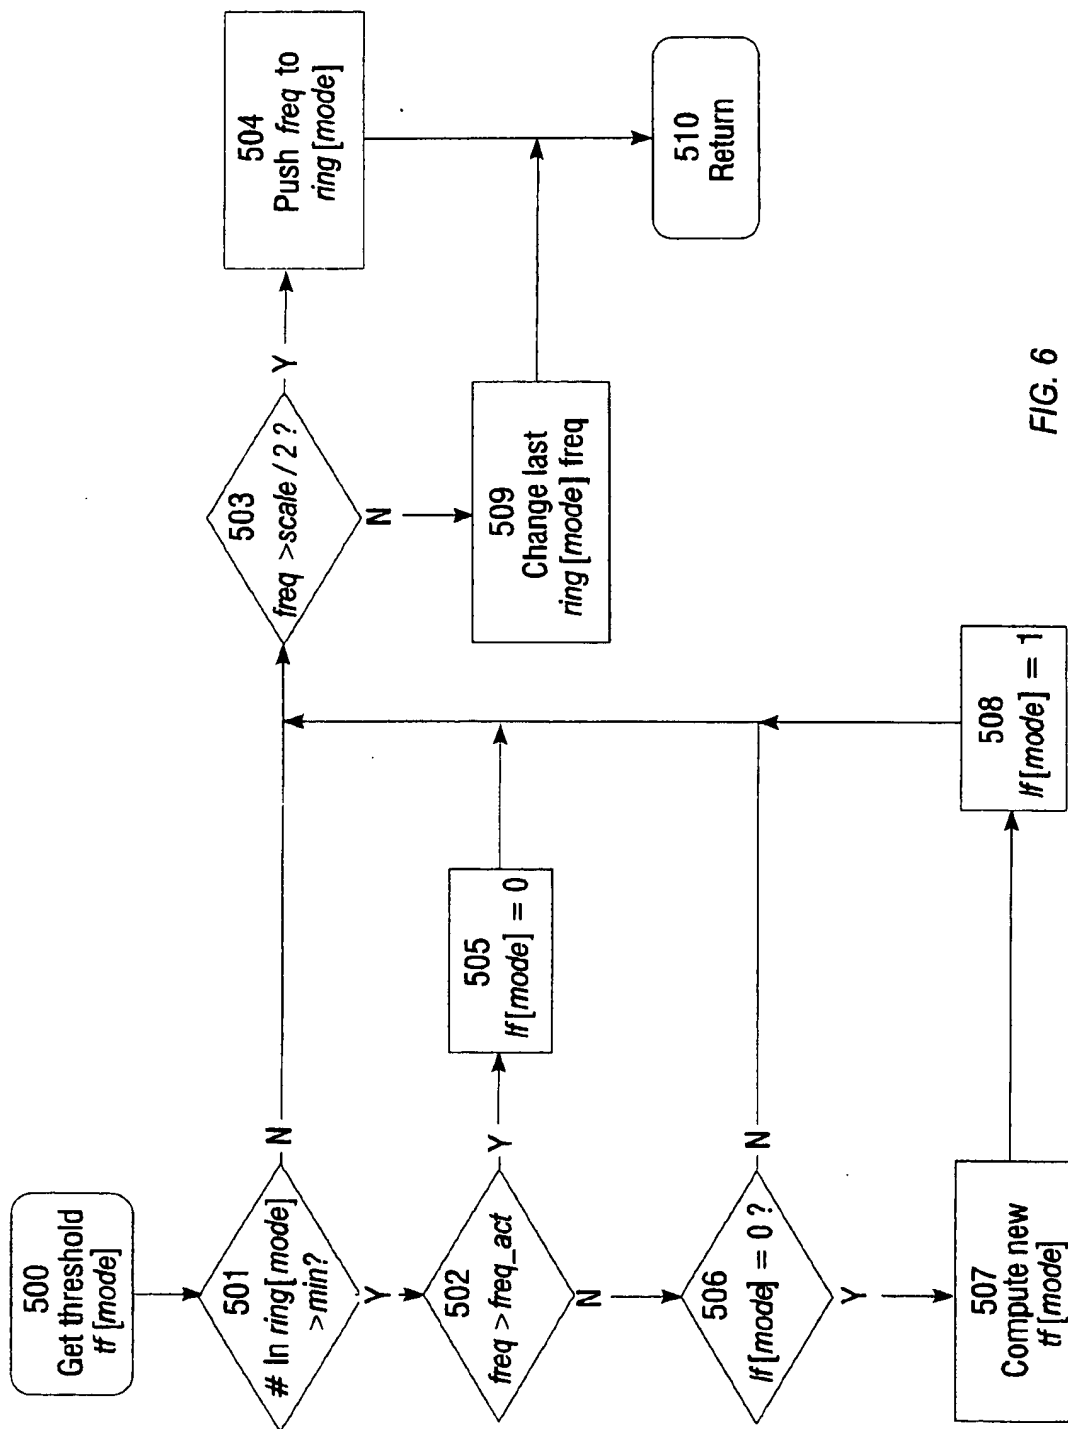 500
Get threshold
tf [mode]
501
# In ring [mode]
> min?
N
Y
502
freq > freq_act
Y
N
505
lf [mode] = 0
506
lf [mode] = 0 ?
N
Y
507
Compute new
tf [mode]
508
lf [mode] = 1
503
freq > scale / 2 ?
Y
N
504
Push freq to
ring [mode]
509
Change last
ring [mode] freq
510
Return
FIG. 6